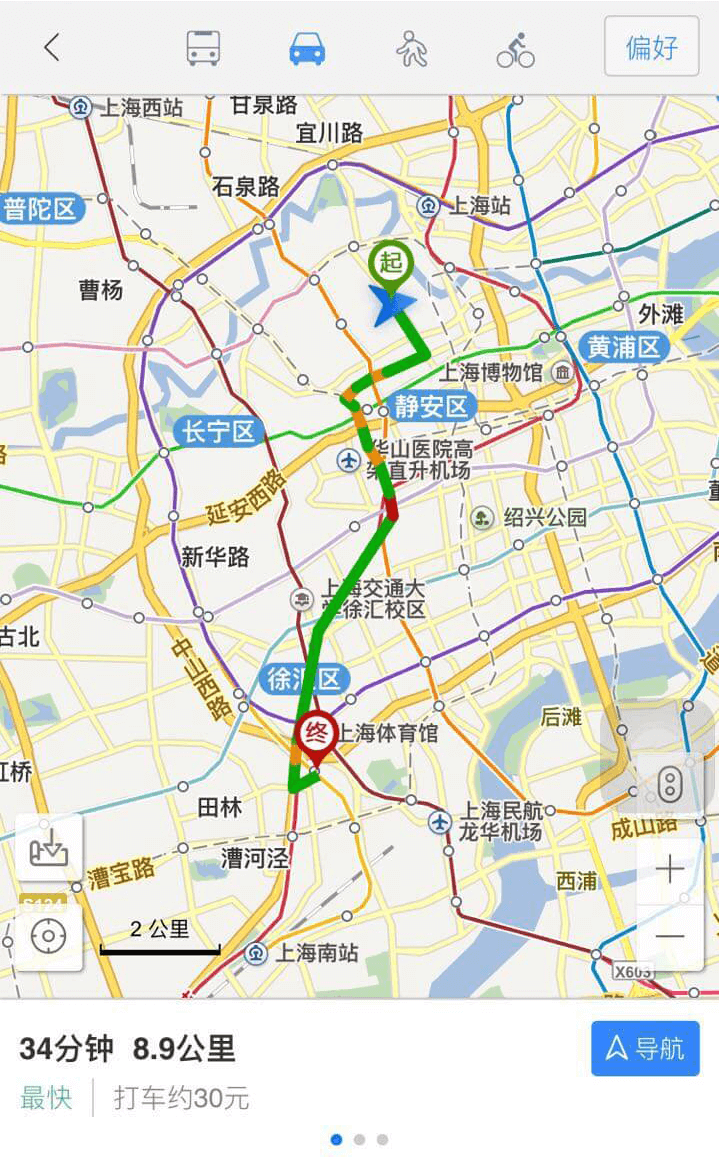 偏好
上海西站
甘泉路
宜川路
石泉路
普陀区
上海站
起
曹杨
外滩
黄浦区
上海博物馆
静安区
长宁区
华山医院高
架直升机场
延安西路
绍兴公园
新华路
上海交通大
学徐汇校区
古北
中山西路
徐汇区
终
上海体育馆
后滩
虹桥
田林
上海民航
龙华机场
成山路
漕河泾
漕宝路
西浦
S124
2 公里
上海南站
X603
34分钟 8.9公里
导航
最快
打车约30元